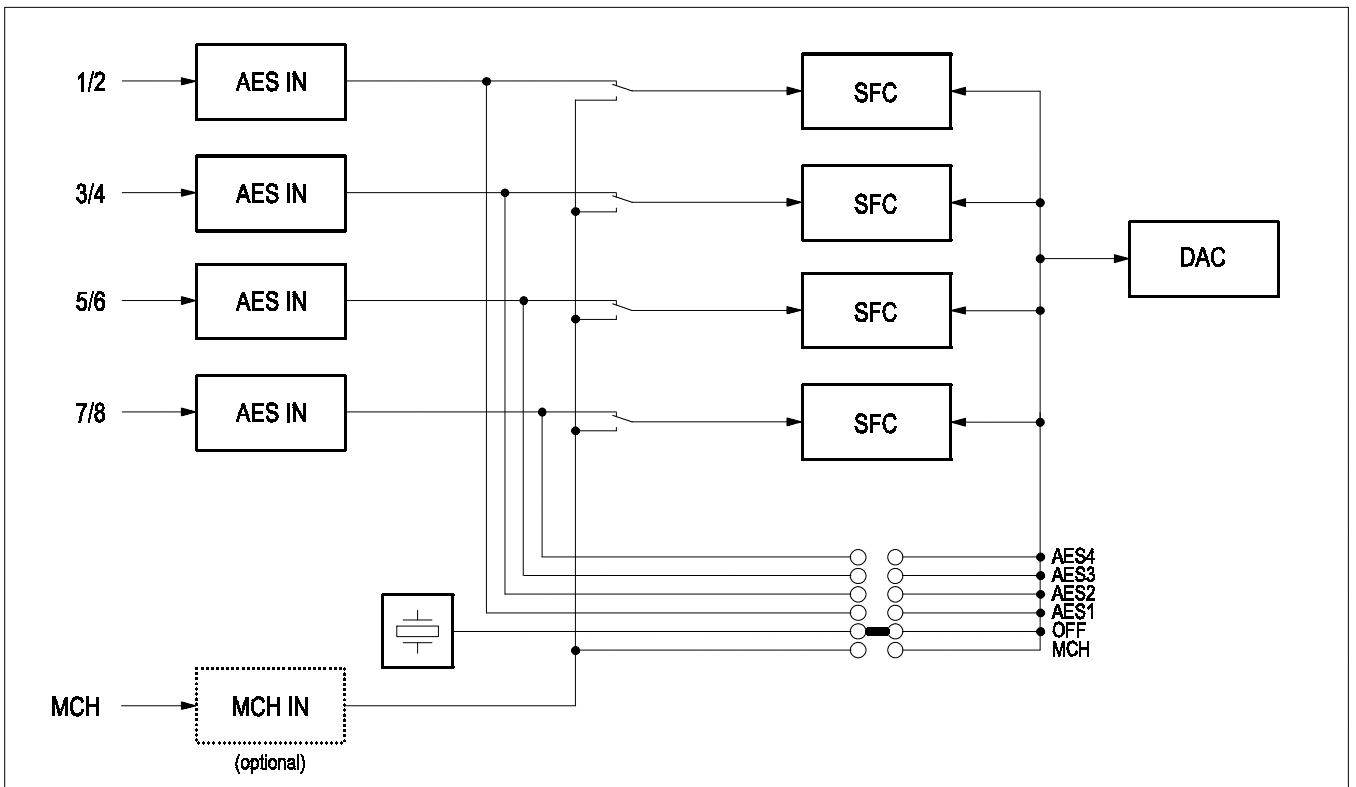 1/2
AES IN
SFC
3/4
AES IN
SFC
DAC
5/6
AES IN
SFC
7/8
AES IN
SFC
AES4
AES3
AES2
AES1
OFF
MCH
MCH
MCH IN
(optional)